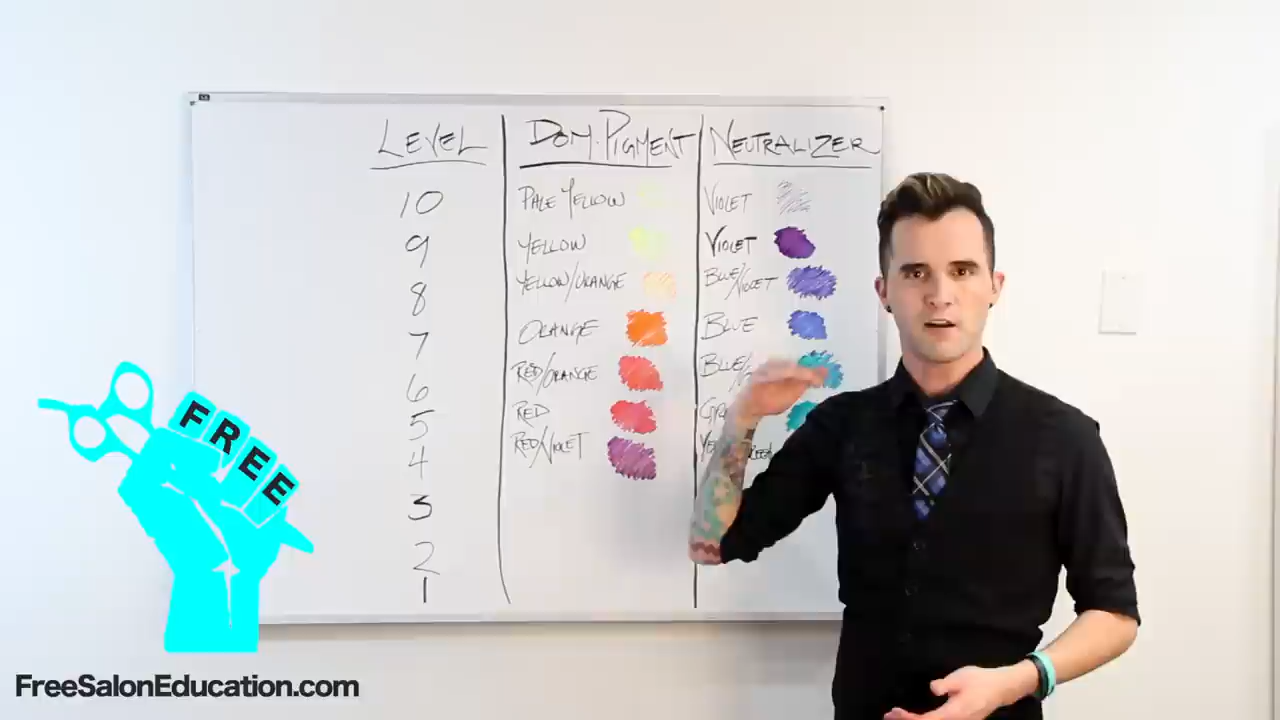 LEVEL DOM. PIGMENT NEUTRALIZER
10 PALE YELLOW VIOLET
9 YELLOW VIOLET
8 YELLOW/ORANGE BLUE/VIOLET
7 ORANGE BLUE
6 RED/ORANGE BLUE/
5 RED
4 RED/VIOLET
3
2
1
FREE
FreeSalonEducation.com